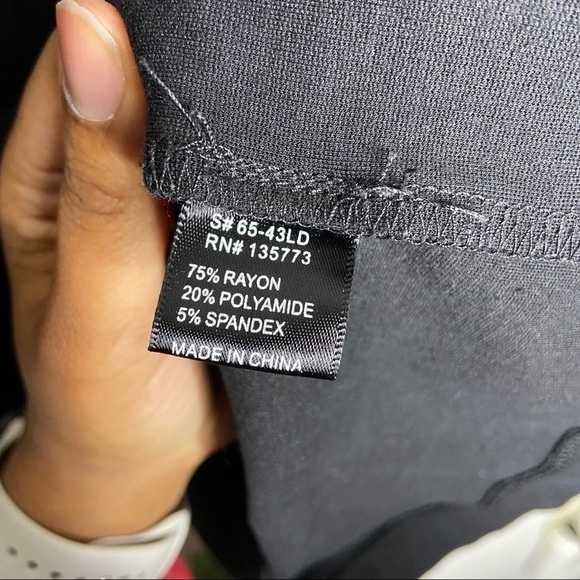 S# 65-43LD
RN# 135773
75% RAYON
20% POLYAMIDE
5% SPANDEX
MADE IN CHINA